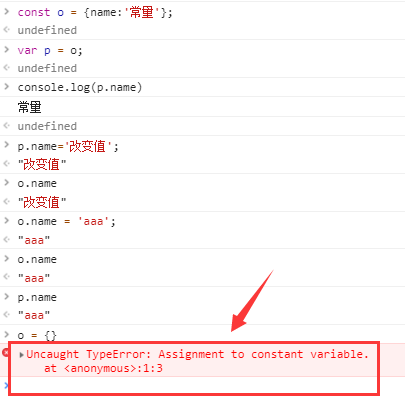 const o = {name:'常量'};
undefined
var p = o;
undefined
console.log(p.name)
常量
undefined
p.name='改变值';
"改变值"
o.name
"改变值"
o.name = 'aaa';
"aaa"
o.name
"aaa"
p.name
"aaa"
o = {}
Uncaught TypeError: Assignment to constant variable.
at <anonymous>:1:3